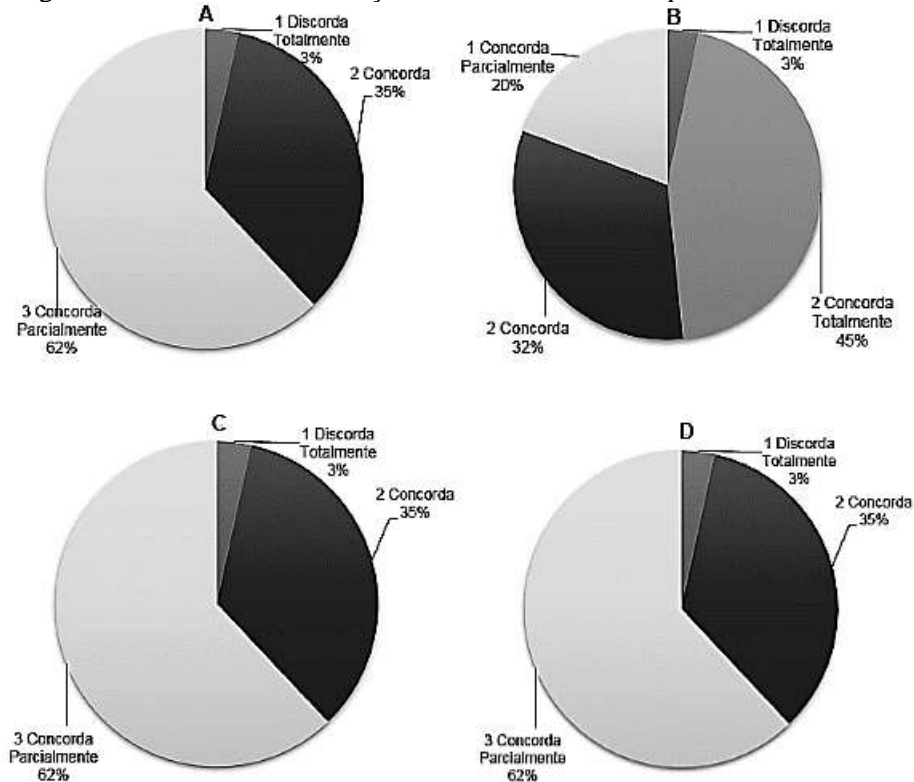 A
1 Discorda
Totalmente
3%
2 Concorda
35%
3 Concorda
Parcialmente
62%
B
1 Discorda
Totalmente
3%
1 Concorda
Parcialmente
20%
2 Concorda
32%
2 Concorda
Totalmente
45%
C
1 Discorda
Totalmente
3%
2 Concorda
35%
3 Concorda
Parcialmente
62%
D
1 Discorda
Totalmente
3%
2 Concorda
35%
3 Concorda
Parcialmente
62%